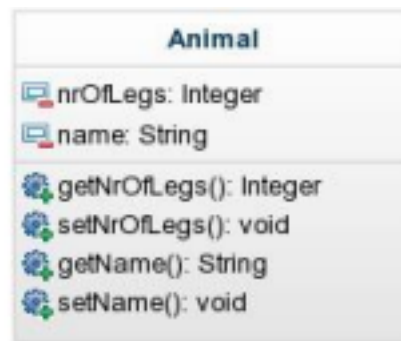 Animal
nrOfLegs: Integer
name: String
getNrOfLegs(): Integer
setNrOfLegs(): void
getName(): String
setName(): void